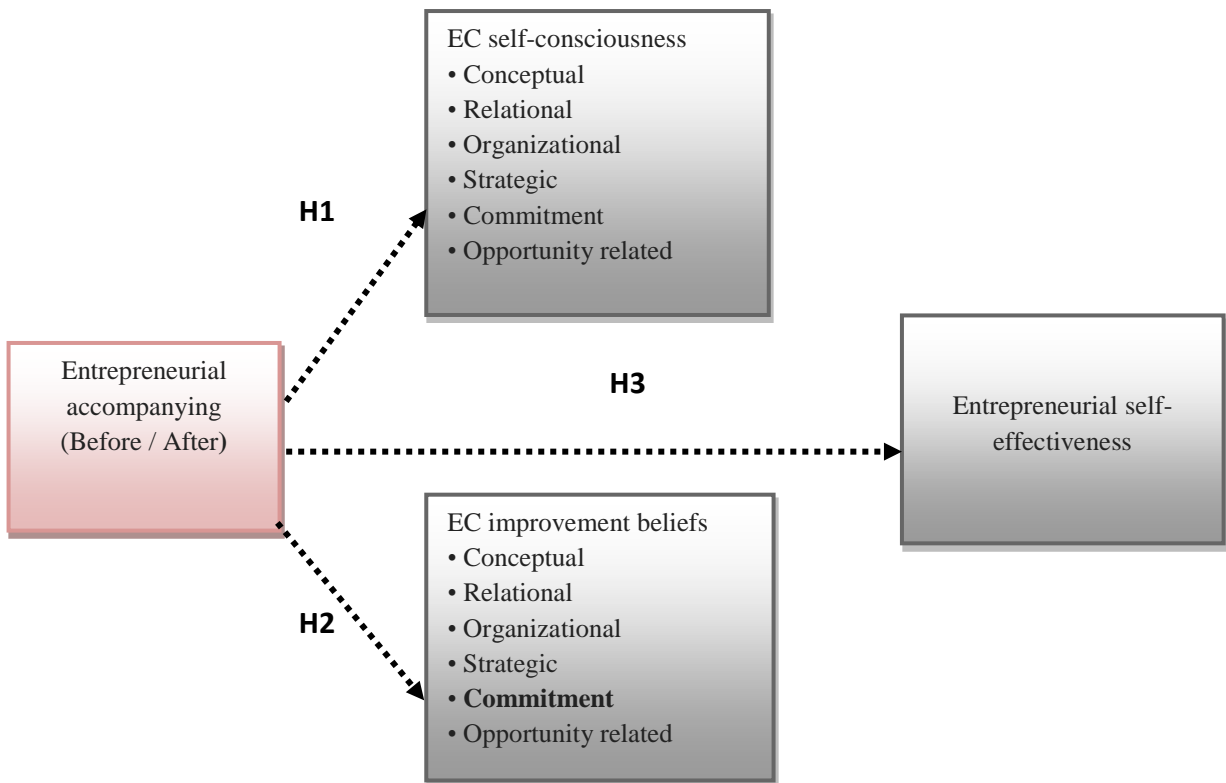 EC self-consciousness
• Conceptual
• Relational
• Organizational
• Strategic
• Commitment
• Opportunity related
H1
Entrepreneurial
accompanying
(Before / After)
H3
Entrepreneurial self-
effectiveness
H2
EC improvement beliefs
• Conceptual
• Relational
• Organizational
• Strategic
• Commitment
• Opportunity related